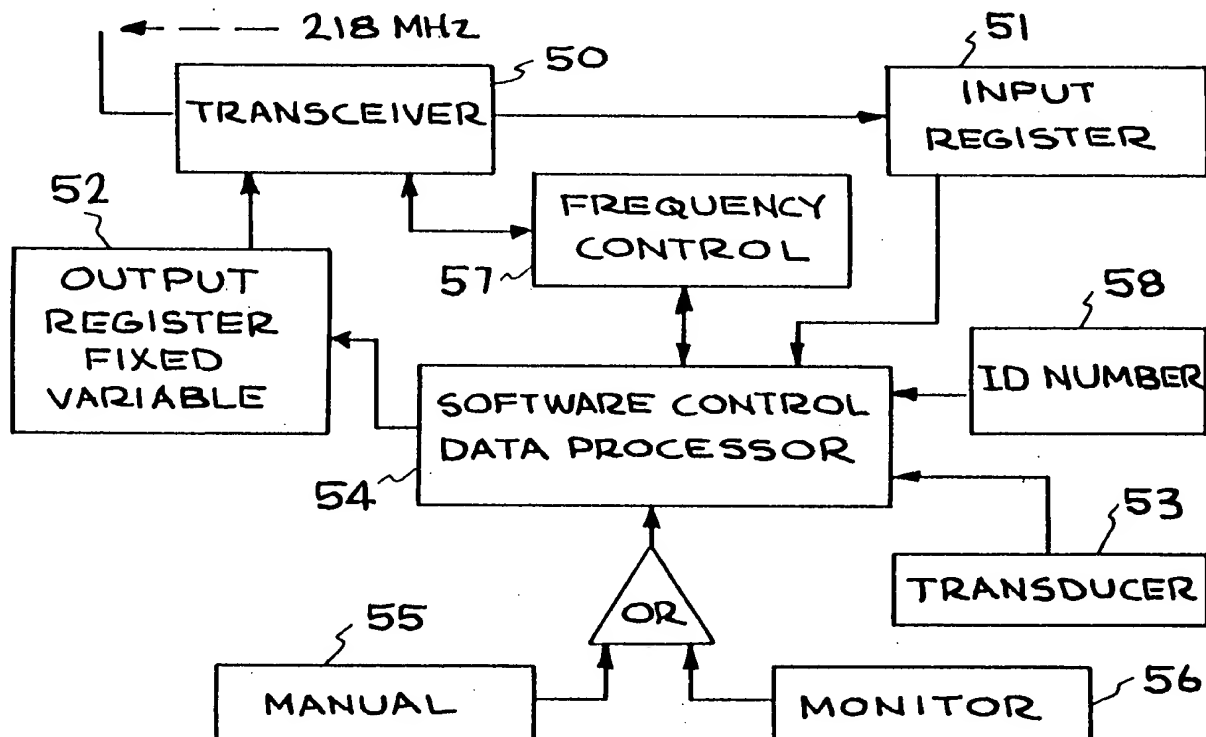 218 MHz
50
TRANSCEIVER
51
INPUT
REGISTER
52
OUTPUT
REGISTER
FIXED
VARIABLE
FREQUENCY
CONTROL
57
58
ID NUMBER
SOFTWARE CONTROL
DATA PROCESSOR
54
53
TRANSDUCER
OR
55
MANUAL
MONITOR
56